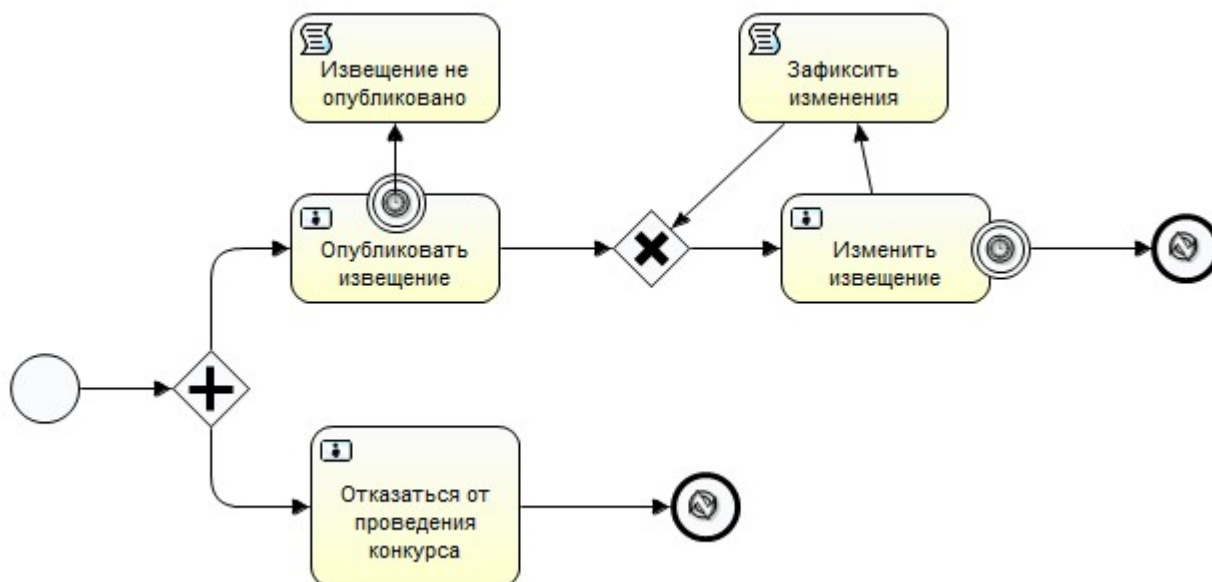 Извещение не
опубликовано
Зафиксить
изменения
Опубликовать
извещение
Изменить
извещение
Отказаться от
проведения
конкурса